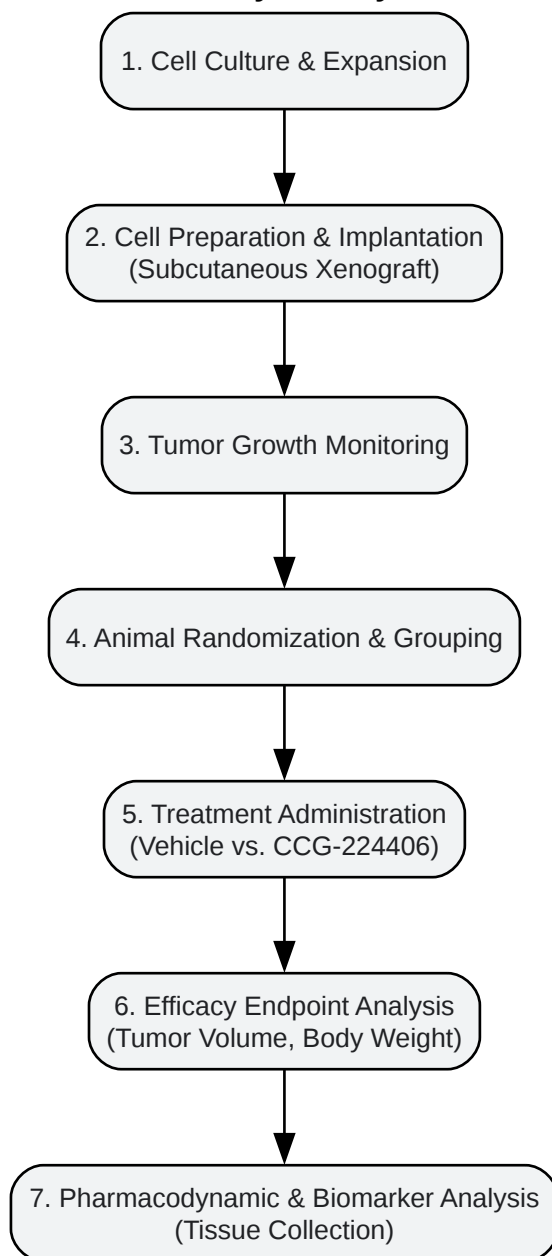 1. Cell Culture & Expansion
2. Cell Preparation & Implantation
(Subcutaneous Xenograft)
3. Tumor Growth Monitoring
4. Animal Randomization & Grouping
5. Treatment Administration
(Vehicle vs. CCG-224406)
6. Efficacy Endpoint Analysis
(Tumor Volume, Body Weight)
7. Pharmacodynamic & Biomarker Analysis
(Tissue Collection)